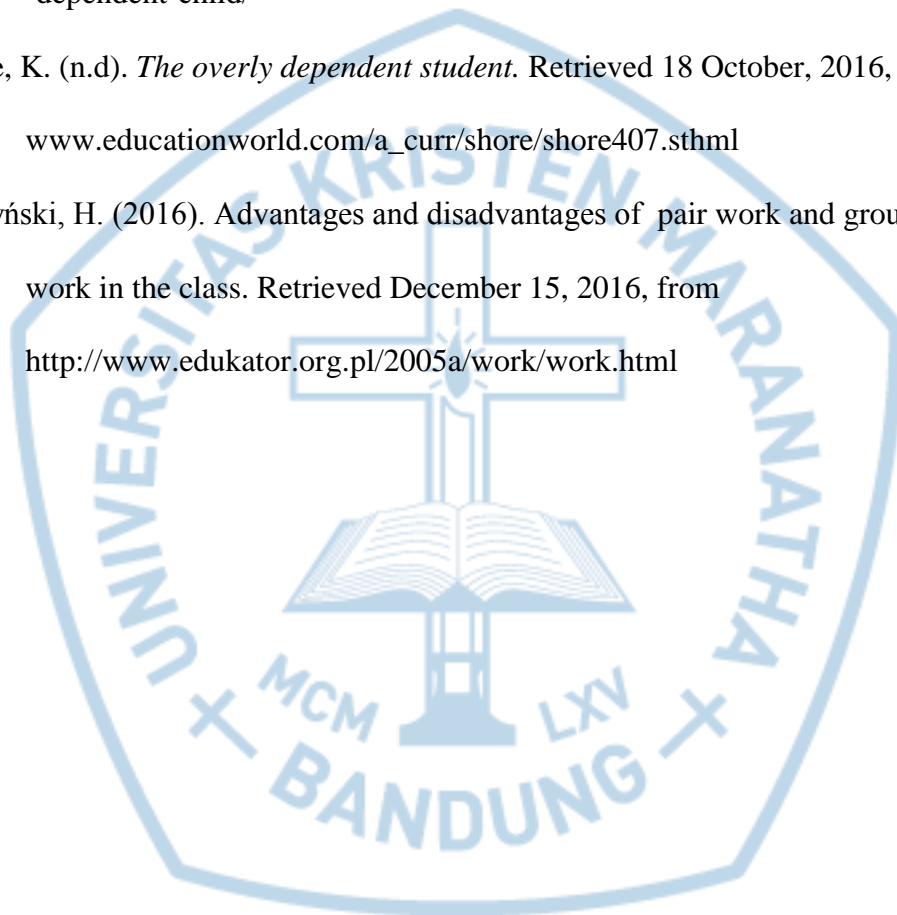 dependent-child/
e, K. (n.d). The overly dependent student. Retrieved 18 October, 2016,
www.educationworld.com/a_curr/shore/shore407.sthml
yński, H. (2016). Advantages and disadvantages of pair work and grou
work in the class. Retrieved December 15, 2016, from
http://www.edukator.org.pl/2005a/work/work.html
UNIVERSITAS KRISTEN MARANATHA
MCM LXV
BANDUNG